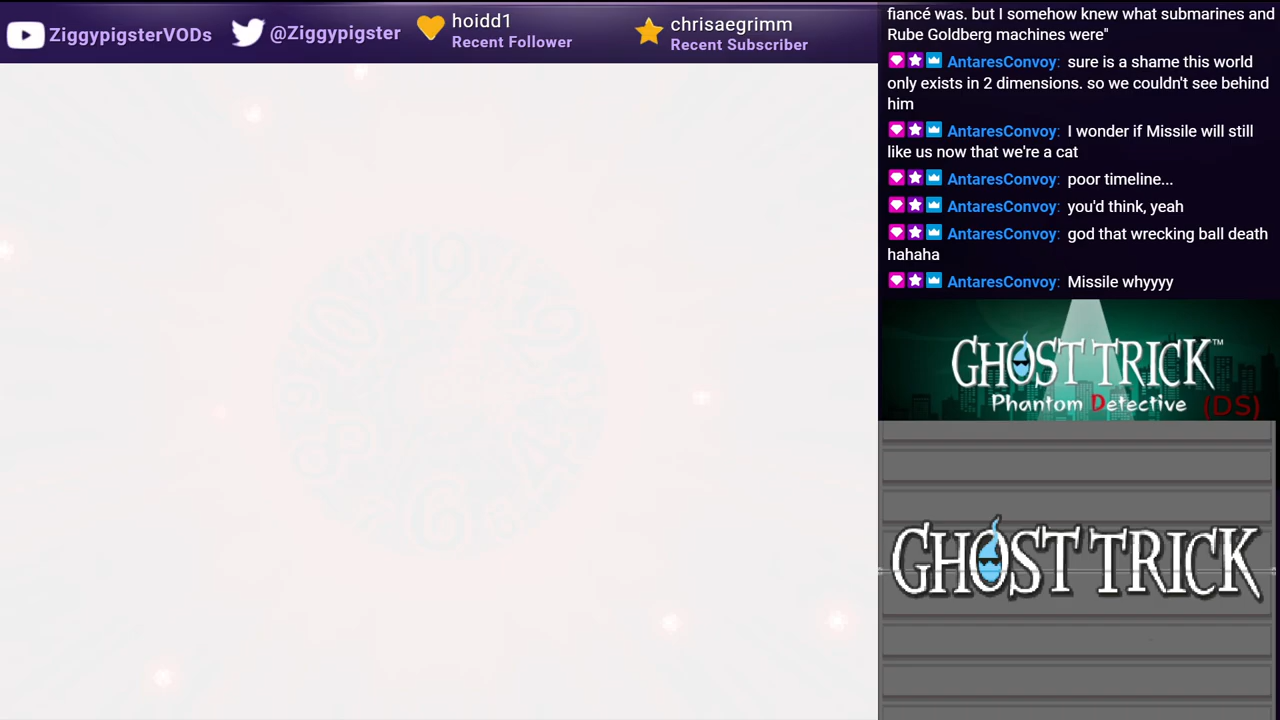 ZiggypigsterVODs
@Ziggypigster
hoidd1
Recent Follower
chrisaegrimm
Recent Subscriber
fiancé was. but I somehow knew what submarines and
Rube Goldberg machines were"
AntaresConvoy: sure is a shame this world
only exists in 2 dimensions. so we couldn't see behind
him
AntaresConvoy: I wonder if Missile will still
like us now that we're a cat
AntaresConvoy: poor timeline...
AntaresConvoy: you'd think, yeah
AntaresConvoy: god that wrecking ball death
hahaha
AntaresConvoy: Missile whyyyy
GHOST TRICK™
Phantom Detective (DS)
GHOST TRICK